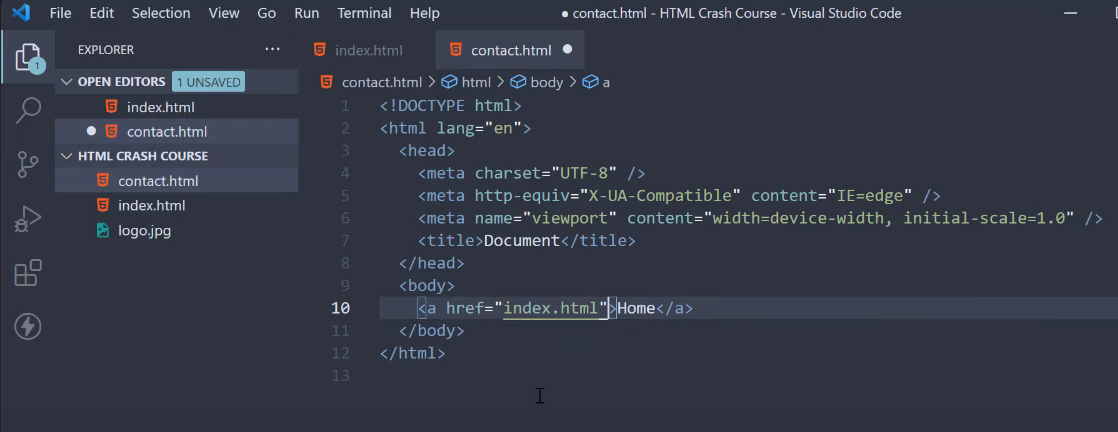 File Edit Selection View Go Run Terminal Help ● contact.html - HTML Crash Course - Visual Studio Code
EXPLORER ···
index.html contact.html ●
1
OPEN EDITORS 1 UNSAVED
contact.html > html > body > a
index.html
● contact.html
HTML CRASH COURSE
contact.html
index.html
logo.jpg
1 <!DOCTYPE html>
2 <html lang="en">
3 <head>
4 <meta charset="UTF-8" />
5 <meta http-equiv="X-UA-Compatible" content="IE=edge" />
6 <meta name="viewport" content="width=device-width, initial-scale=1.0" />
7 <title>Document</title>
8 </head>
9 <body>
10 <a href="index.html">Home</a>
11 </body>
12 </html>
13